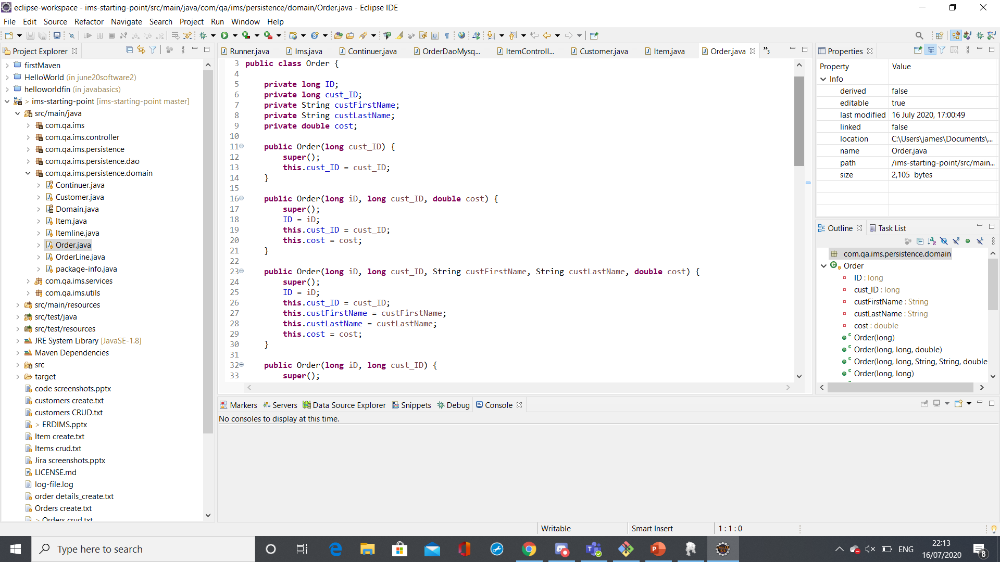 eclipse-workspace - ims-starting-point/src/main/java/com/qa/ims/persistence/domain/Order.java - Eclipse IDE
File Edit Source Refactor Navigate Search Project Run Window Help
Project Explorer
firstMaven
HelloWorld (in june20software2)
helloworldfin (in javabasics)
> ims-starting-point [ims-starting-point master]
src/main/java
com.qa.ims
com.qa.ims.controller
com.qa.ims.persistence
com.qa.ims.persistence.dao
com.qa.ims.persistence.domain
Continuer.java
Customer.java
Domain.java
Item.java
Itemline.java
Order.java
OrderLine.java
package-info.java
com.qa.ims.services
com.qa.ims.utils
src/main/resources
src/test/java
src/test/resources
JRE System Library [JavaSE-1.8]
Maven Dependencies
src
target
code screenshots.pptx
customers create.txt
customers CRUD.txt
> ERDIMS.pptx
Item create.txt
Items crud.txt
Jira screenshots.pptx
LICENSE.md
log-file.log
order details_create.txt
Orders create.txt
> Orders crud.txt
Runner.java Ims.java Continuer.java OrderDaoMysq... ItemControll... Customer.java Item.java Order.java »3
3 public class Order {
4
5 private long ID;
6 private long cust_ID;
7 private String custFirstName;
8 private String custLastName;
9 private double cost;
10
11 public Order(long cust_ID) {
12 super();
13 this.cust_ID = cust_ID;
14 }
15
16 public Order(long iD, long cust_ID, double cost) {
17 super();
18 ID = iD;
19 this.cust_ID = cust_ID;
20 this.cost = cost;
21 }
22
23 public Order(long iD, long cust_ID, String custFirstName, String custLastName, double cost) {
24 super();
25 ID = iD;
26 this.cust_ID = cust_ID;
27 this.custFirstName = custFirstName;
28 this.custLastName = custLastName;
29 this.cost = cost;
30 }
31
32 public Order(long iD, long cust_ID) {
33 super();
Properties
Property Value
Info
derived false
editable true
last modified 16 July 2020, 17:00:49
linked false
location C:\Users\james\Documents\...
name Order.java
path /ims-starting-point/src/main...
size 2,105 bytes
Outline Task List
com.qa.ims.persistence.domain
Order
ID : long
cust_ID : long
custFirstName : String
custLastName : String
cost : double
Order(long)
Order(long, long, double)
Order(long, long, String, String, double
Order(long, long)
Markers Servers Data Source Explorer Snippets Debug Console
No consoles to display at this time.
Writable Smart Insert 1 : 1 : 0
Type here to search
ENG
22:13
16/07/2020
8